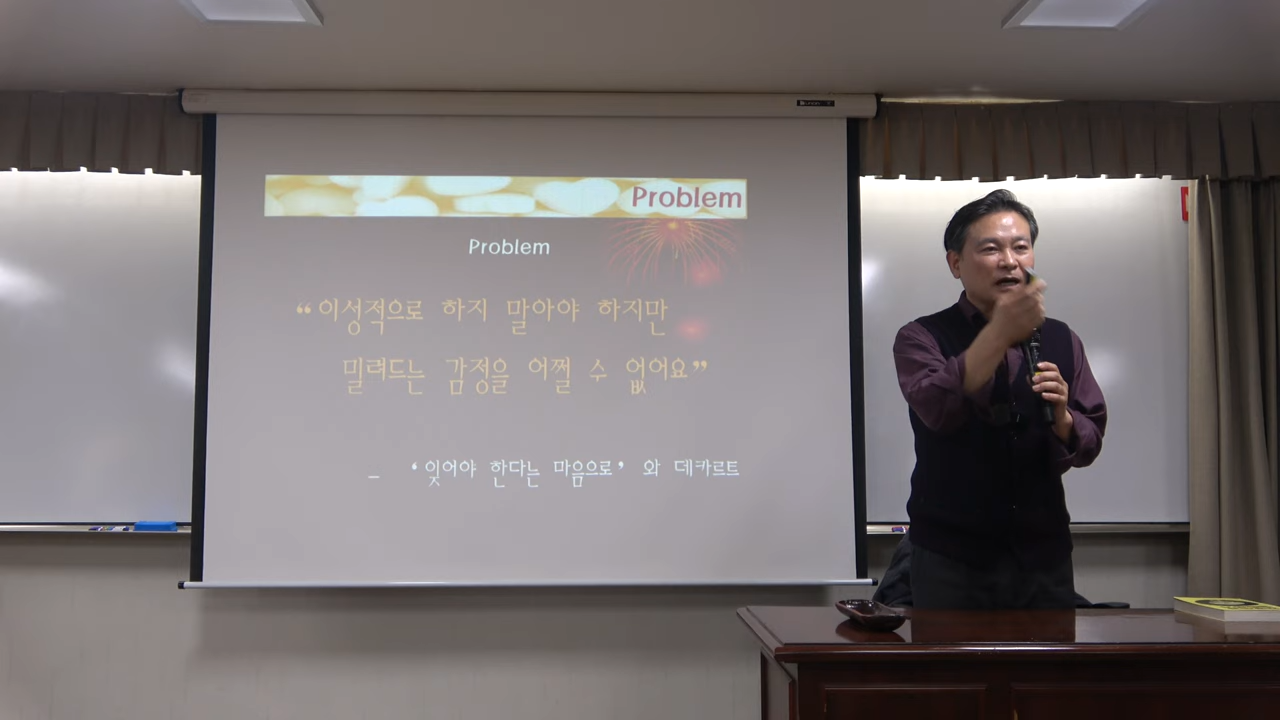 Problem
Problem
“이성적으로 하지 말아야 하지만
밀려드는 감정을 어쩔 수 없어요”
– ‘잊어야 한다는 마음으로’ 와 데카르트